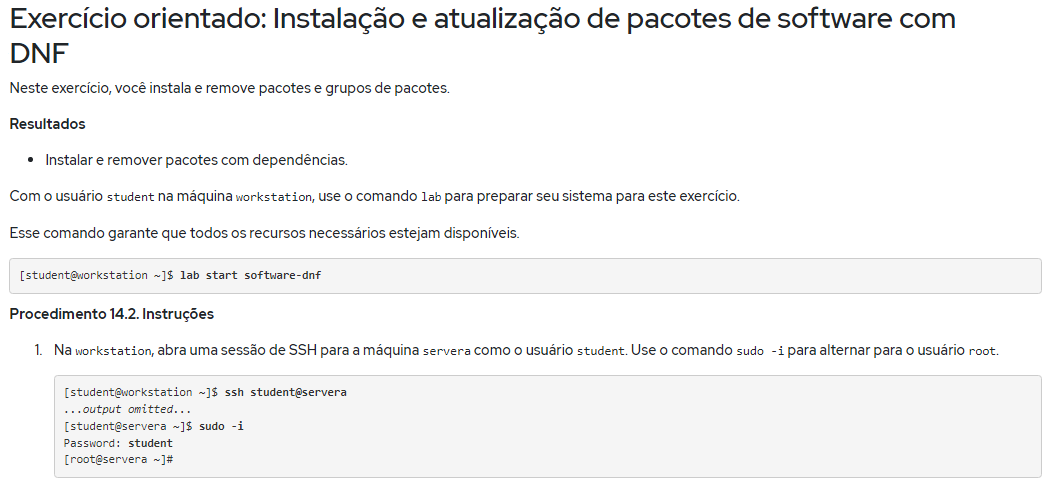 Exercício orientado: Instalação e atualização de pacotes de software com
DNF
Neste exercício, você instala e remove pacotes e grupos de pacotes.
Resultados
• Instalar e remover pacotes com dependências.
Com o usuário student na máquina workstation, use o comando lab para preparar seu sistema para este exercício.
Esse comando garante que todos os recursos necessários estejam disponíveis.
[student@workstation ~]$ lab start software-dnf
Procedimento 14.2. Instruções
1. Na workstation, abra uma sessão de SSH para a máquina servera como o usuário student. Use o comando sudo -i para alternar para o usuário root.
[student@workstation ~]$ ssh student@servera
...output omitted...
[student@servera ~]$ sudo -i
Password: student
[root@servera ~]#